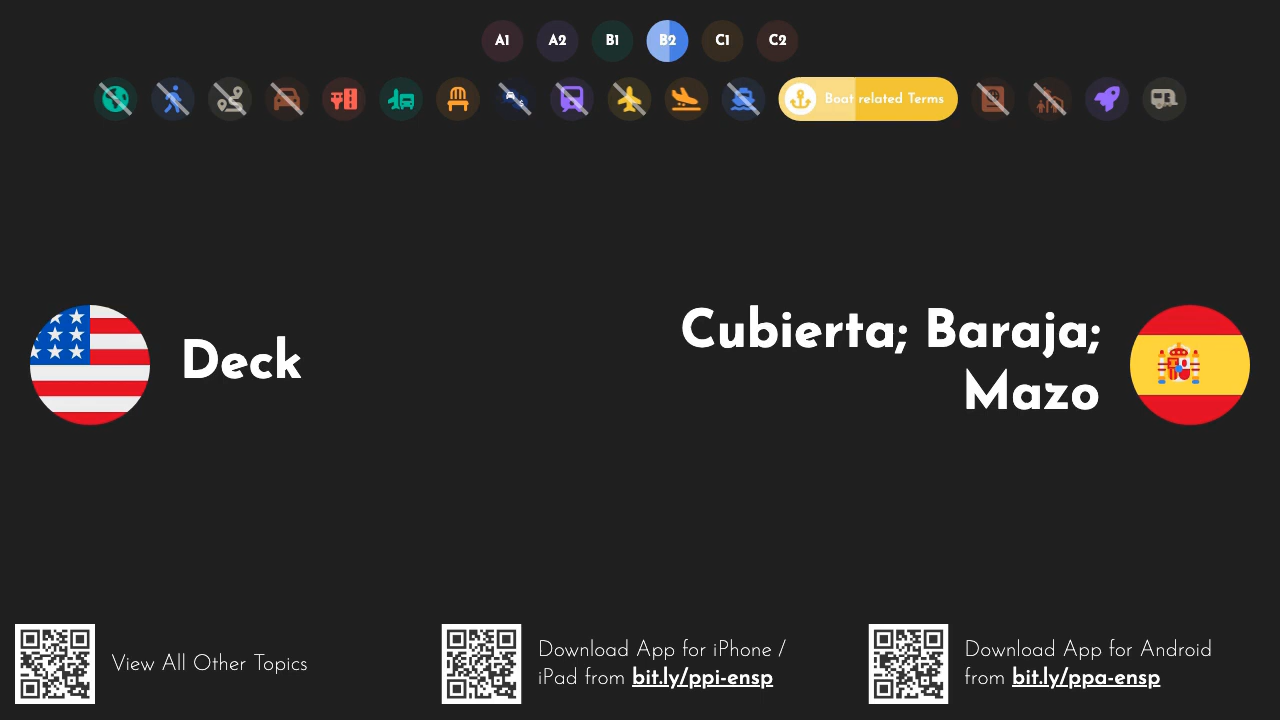 A1 A2 B1 B2 C1 C2
Boat related Terms
Deck
Cubierta; Baraja;
Mazo
View All Other Topics
Download App for iPhone /
iPad from bit.ly/ppi-ensp
Download App for Android
from bit.ly/ppa-ensp